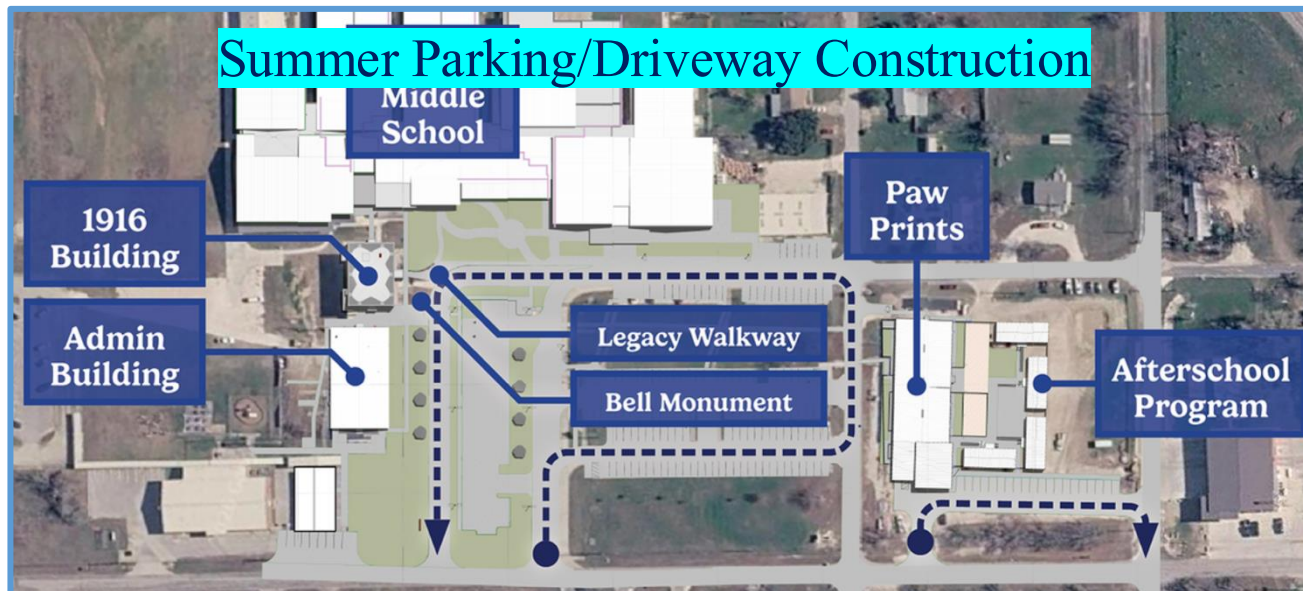 Summer Parking/Driveway Construction
Middle
School
1916
Building
Paw
Prints
Admin
Building
Legacy Walkway
Bell Monument
Afterschool
Program